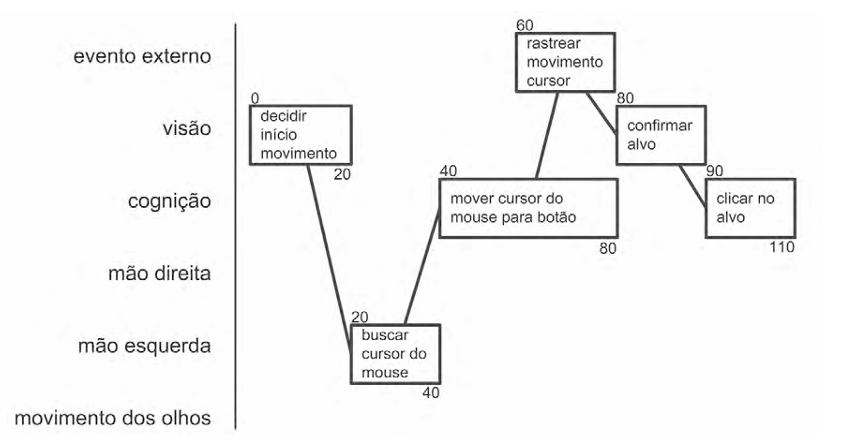 60
evento externo
rastrear
movimento
cursor
0
80
visão
decidir
início
movimento
confirmar
alvo
20
40
90
cognição
mover cursor do
mouse para botão
clicar no
alvo
80
110
mão direita
20
mão esquerda
buscar
cursor do
mouse
40
movimento dos olhos